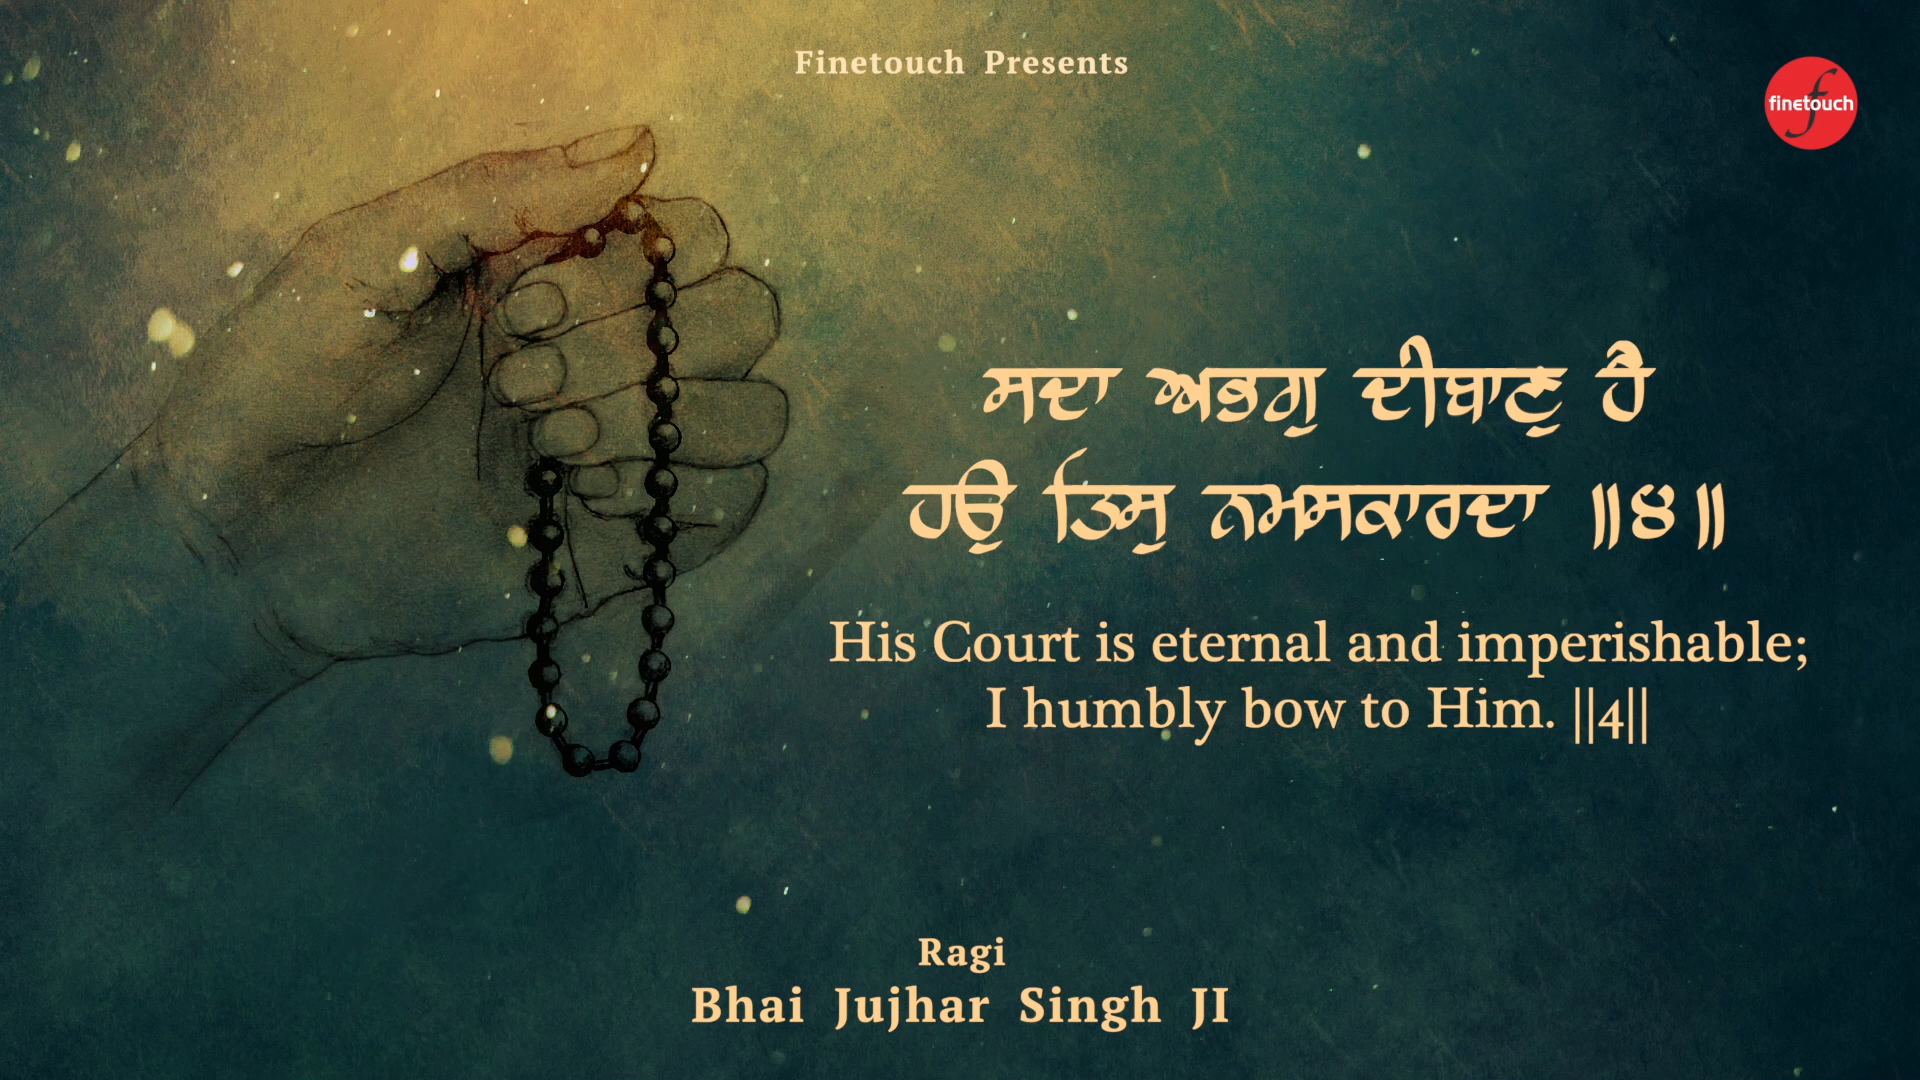 Finetouch Presents
finetouch
ਸਦਾ ਅਭਗੁ ਦੀਬਾਣੁ ਹੈ
ਹਉ ਤਿਸੁ ਨਮਸਕਾਰਦਾ ॥੪॥
His Court is eternal and imperishable;
I humbly bow to Him. ||4||
Ragi
Bhai Jujhar Singh JI